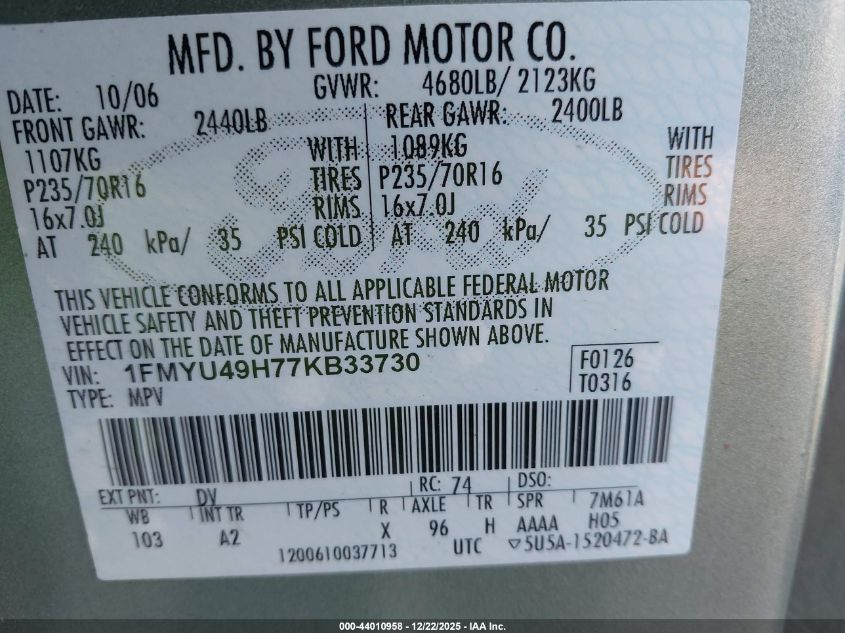 MFD. BY FORD MOTOR CO.
DATE: 10/06 GVWR: 4680LB/ 2123KG
FRONT GAWR: 2440LB REAR GAWR: 2400LB
1107KG WITH 1089KG WITH
P235/70R16 TIRES P235/70R16 TIRES
16x7.0J RIMS 16x7.0J RIMS
AT 240 kPa/ 35 PSI COLD AT 240 kPa/ 35 PSI COLD
Ford
THIS VEHICLE CONFORMS TO ALL APPLICABLE FEDERAL MOTOR
VEHICLE SAFETY AND THEFT PREVENTION STANDARDS IN
EFFECT ON THE DATE OF MANUFACTURE SHOWN ABOVE.
VIN: 1FMYU49H77KB33730 F0126
TYPE: MPV T0316
EXT PNT: DV RC: 74 DSO:
WB INT TR TP/PS R AXLE TR SPR 7M61A
103 A2 X 96 H AAAA H05
1200610037713 UTC ▽5U5A-1520472-BA
000-44010958 - 12/22/2025 - IAA Inc.